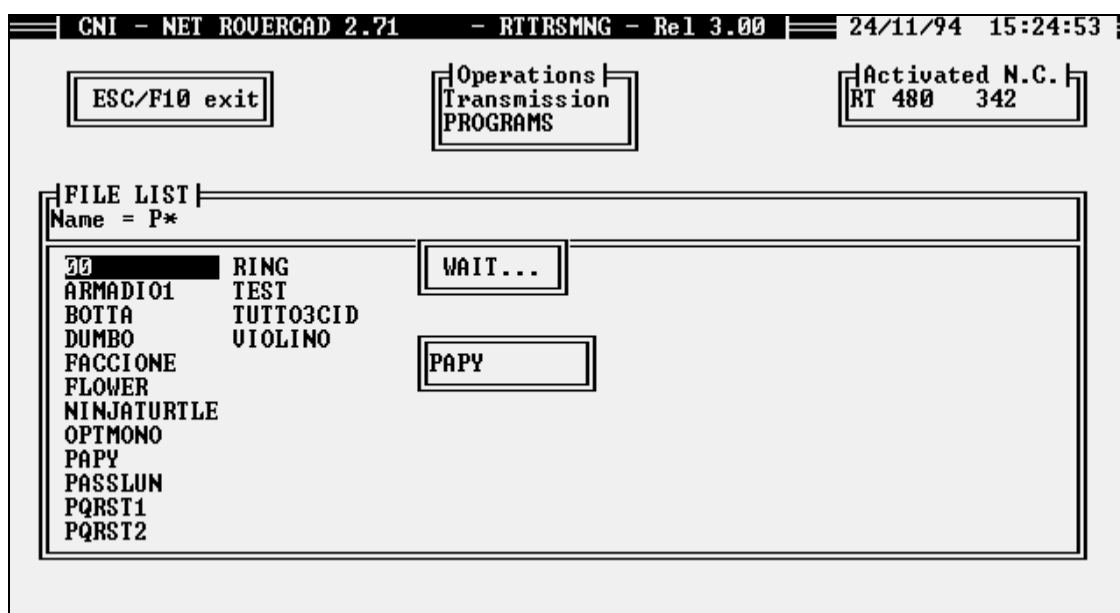 CNI - NET ROVERCAD 2.71 - RTTRSMNG - Rel 3.00 24/11/94 15:24:53
ESC/F10 exit
Operations
Transmission
PROGRAMS
Activated N.C.
RT 480 342
FILE LIST
Name = P*
00 RING
ARMADIO1 TEST
BOTTA TUTTO3CID
DUMBO VIOLINO
FACCIONE
FLOWER
NINJATURTLE
OPTMONO
PAPY
PASSLUN
PQRST1
PQRST2
WAIT...
PAPY